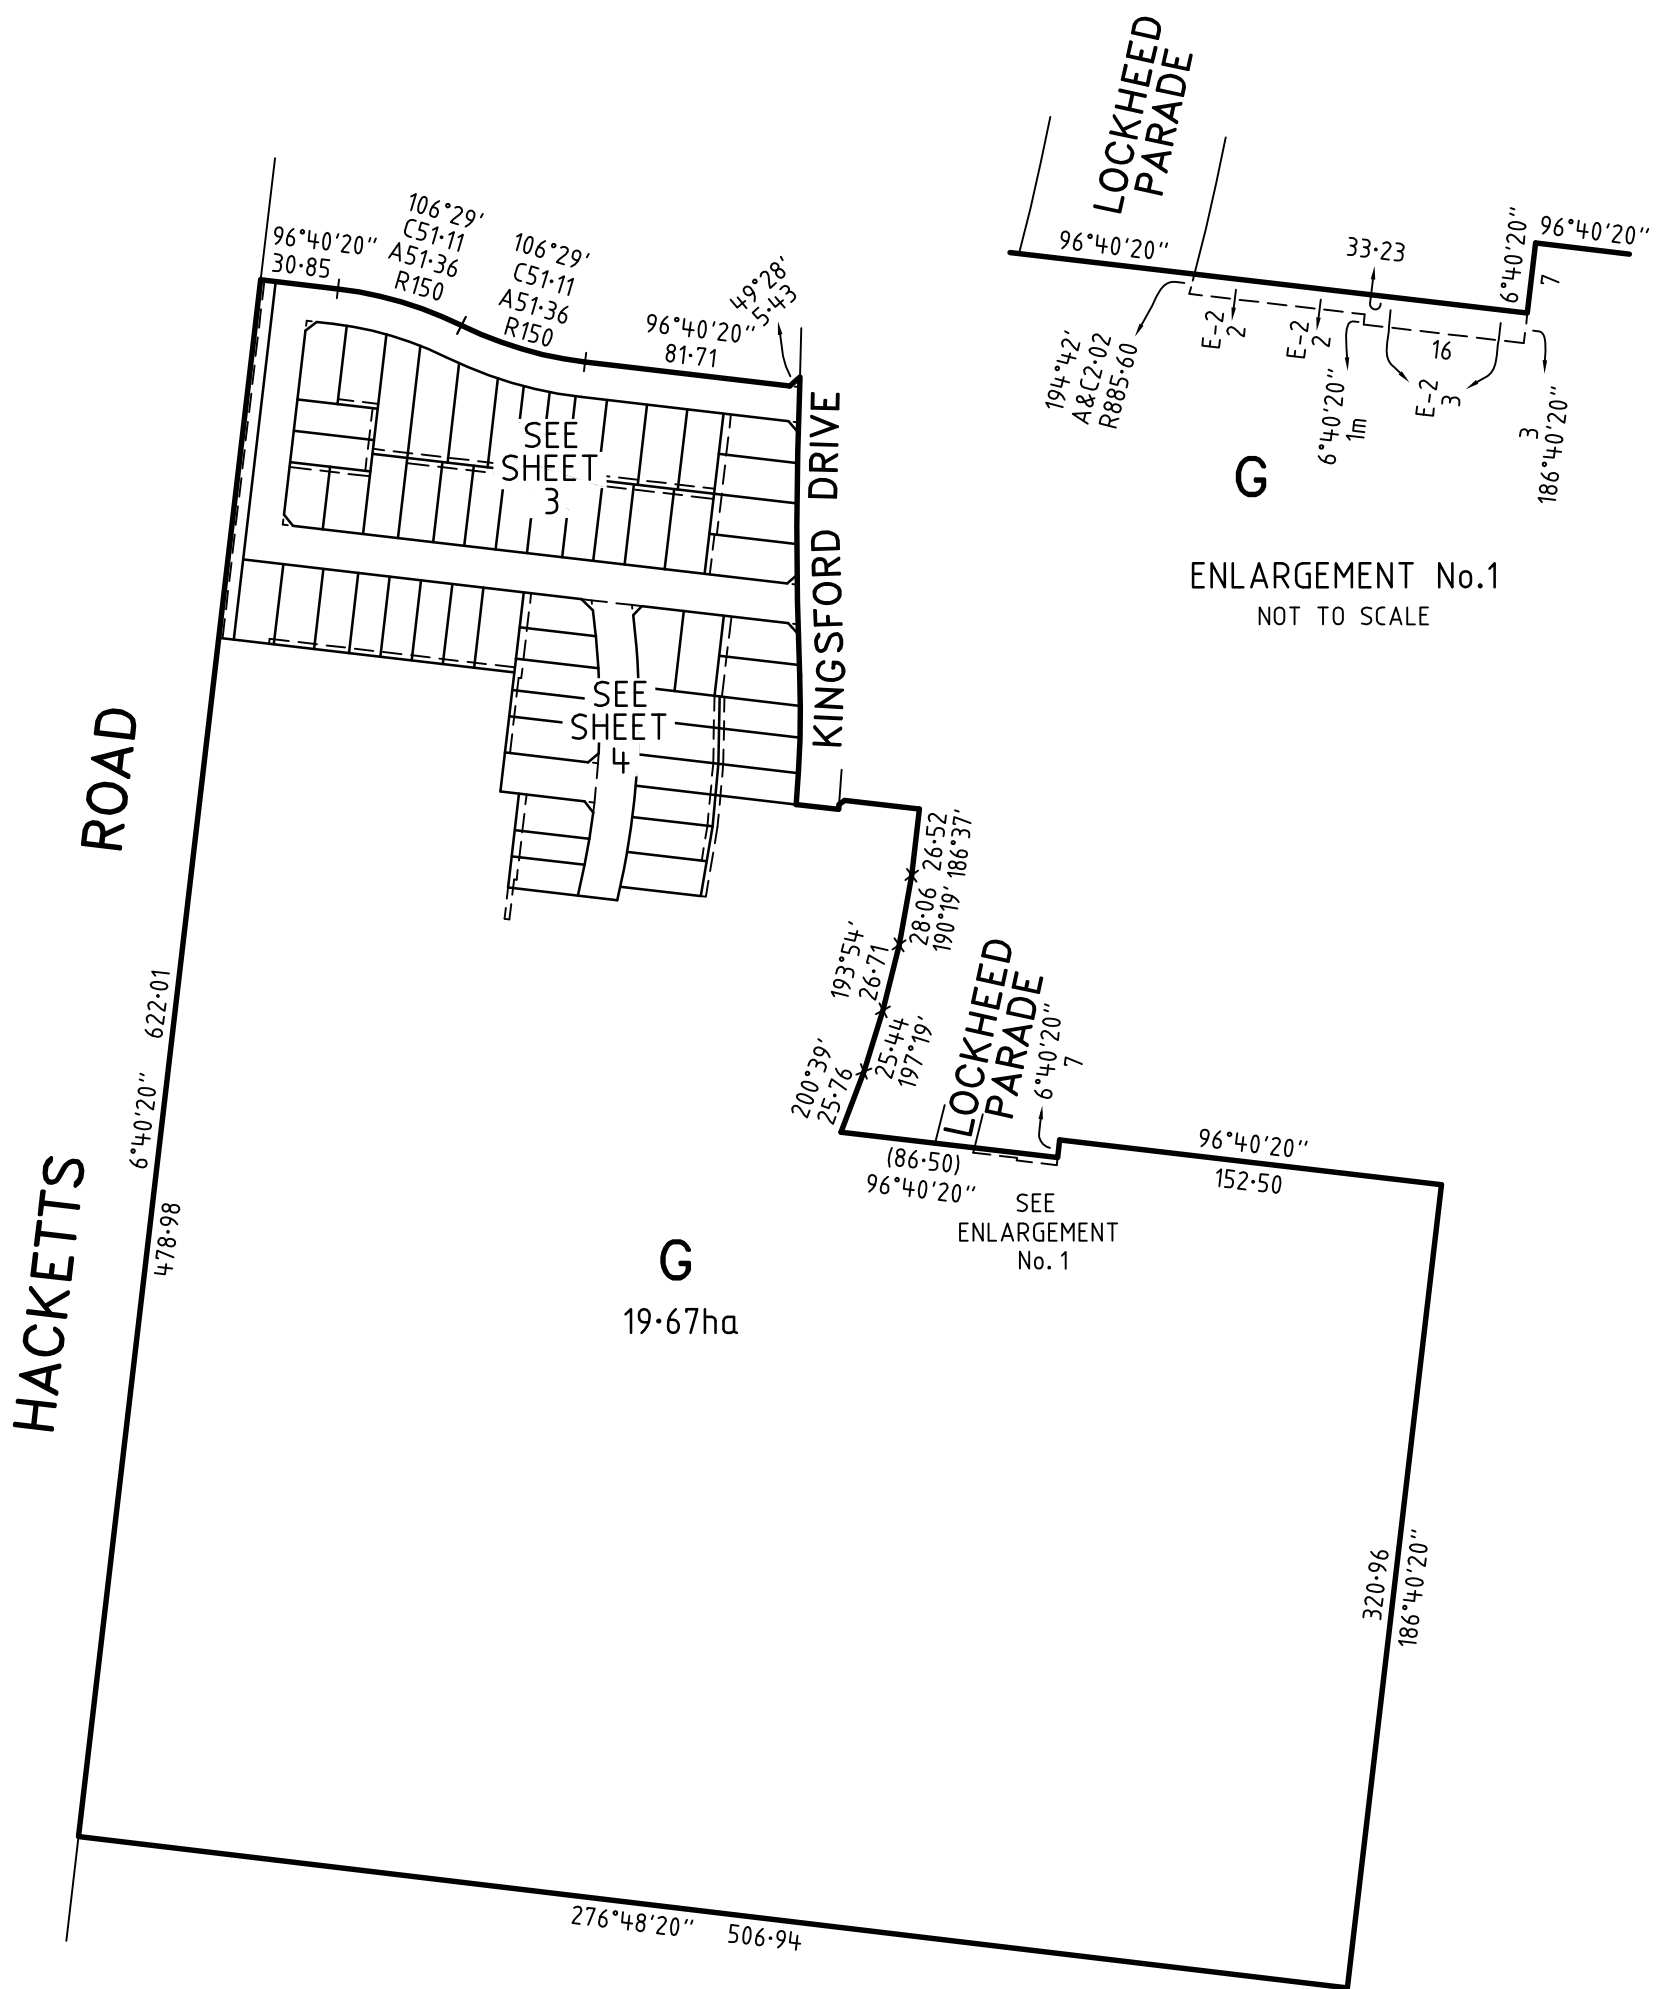 LOCKHEED
PARADE
96°40'20"
33·23
6°40'20"
7
96°40'20"
194°42'
A&C2·02
R885·60
E-2
2
E-2
2
6°40'20"
1m
16
E-2
3
3
186°40'20"
G
ENLARGEMENT No.1
NOT TO SCALE
96°40'20"
30·85
106°29'
C51·11
A51·36
R150
106°29'
C51·11
A51·36
R150
96°40'20"
81·71
49°28'
5·43
SEE
SHEET
3
KINGSFORD DRIVE
SEE
SHEET
4
HACKETTS ROAD
6°40'20" 622·01
478·98
26·52
186°37'
28·06
190°19'
193°54'
26·71
25·44
197°19'
200°39'
25·76
LOCKHEED
PARADE
6°40'20"
7
(86·50)
96°40'20"
96°40'20"
152·50
SEE
ENLARGEMENT
No.1
G
19·67ha
320·96
186°40'20"
276°48'20" 506·94